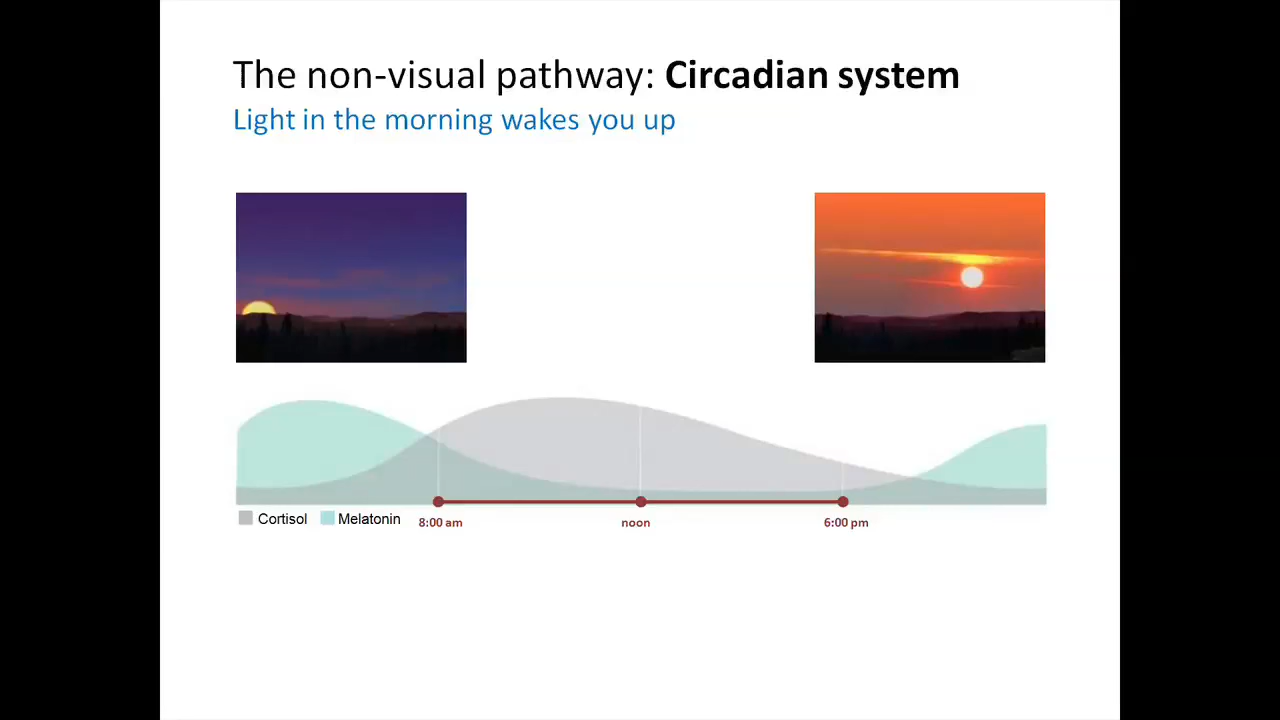 The non-visual pathway: Circadian system
Light in the morning wakes you up
Cortisol
Melatonin
8:00 am
noon
6:00 pm